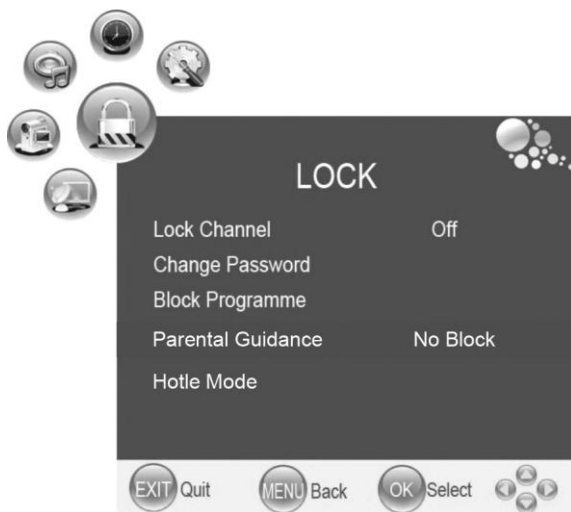 LOCK
Lock Channel Off
Change Password
Block Programme
Parental Guidance No Block
Hotle Mode
EXIT Quit MENU Back OK Select